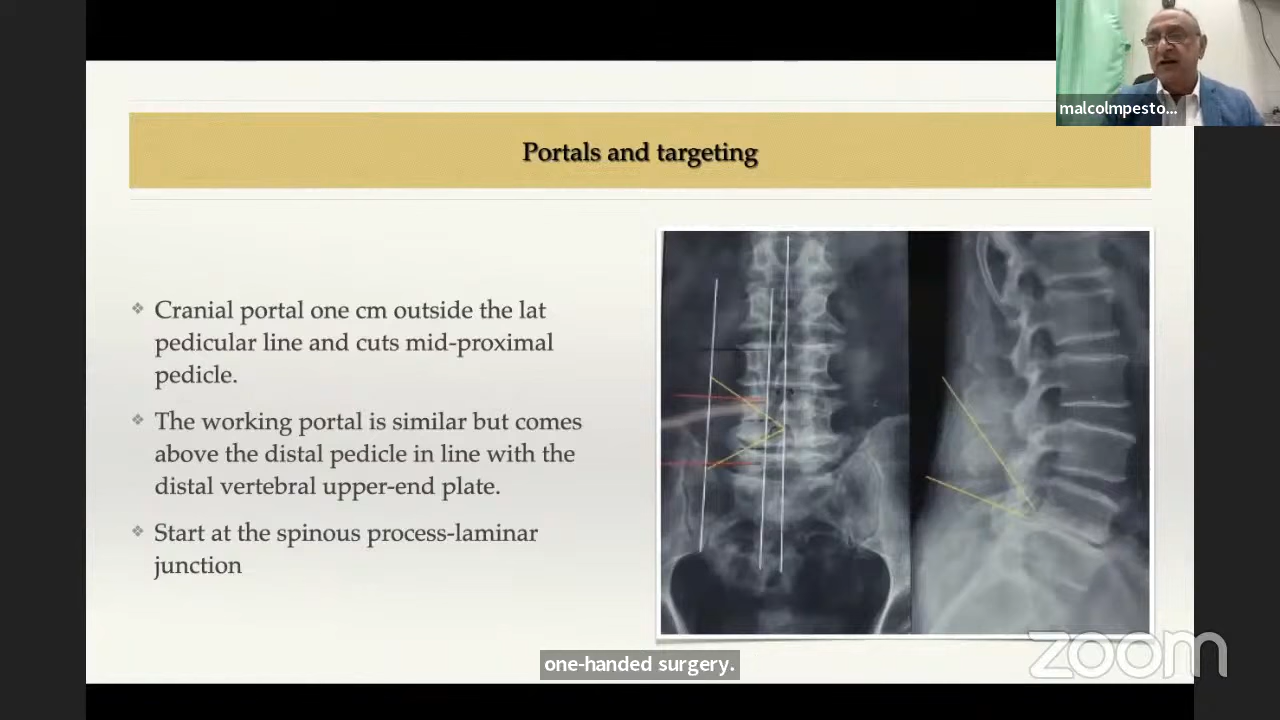 malcolmpesto...
Portals and targeting
Cranial portal one cm outside the lat
pedicular line and cuts mid-proximal
pedicle.
The working portal is similar but comes
above the distal pedicle in line with the
distal vertebral upper-end plate.
Start at the spinous process-laminar
junction
one-handed surgery.
zoom